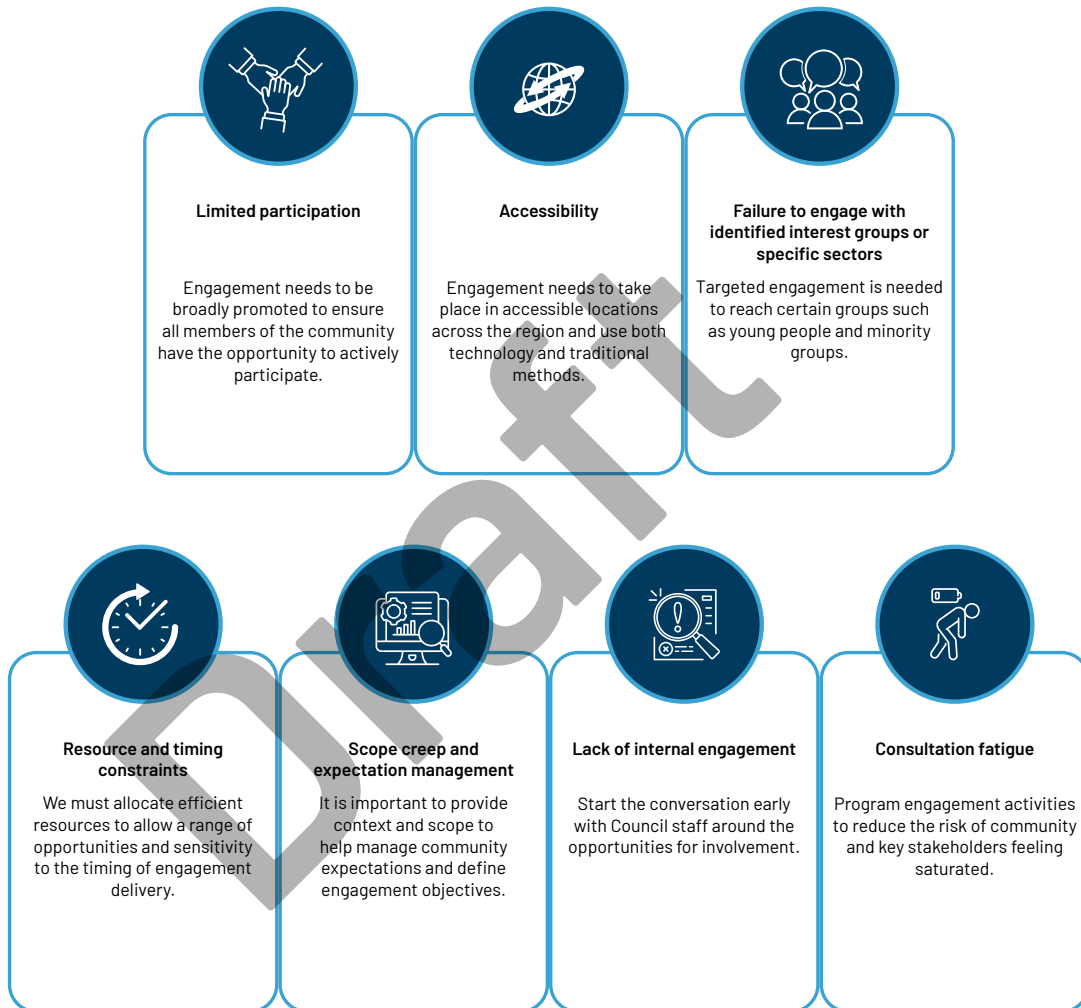 Limited participation
Engagement needs to be
broadly promoted to ensure
all members of the community
have the opportunity to actively
participate.
Accessibility
Engagement needs to take
place in accessible locations
across the region and use both
technology and traditional
methods.
Failure to engage with
identified interest groups or
specific sectors
Targeted engagement is needed
to reach certain groups such
as young people and minority
groups.
Resource and timing
constraints
We must allocate efficient
resources to allow a range of
opportunities and sensitivity
to the timing of engagement
delivery.
Scope creep and
expectation management
It is important to provide
context and scope to
help manage community
expectations and define
engagement objectives.
Lack of internal engagement
Start the conversation early
with Council staff around the
opportunities for involvement.
Consultation fatigue
Program engagement activities
to reduce the risk of community
and key stakeholders feeling
saturated.
Draft